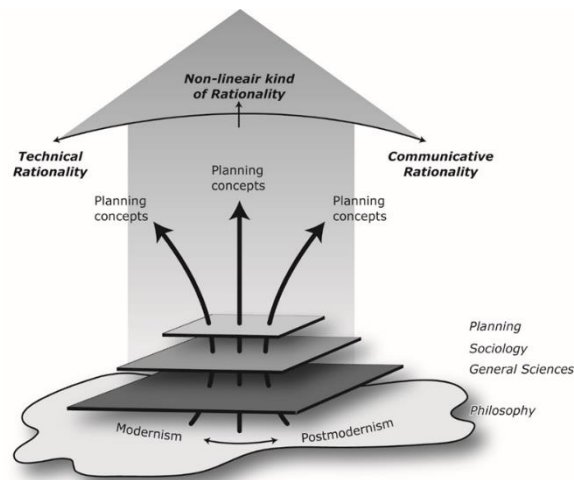 Non-lineair kind
of Rationality
Technical
Rationality
Communicative
Rationality
Planning
concepts
Planning
concepts
Planning
concepts
Planning
Sociology
General Sciences
Philosophy
Modernism
Postmodernism